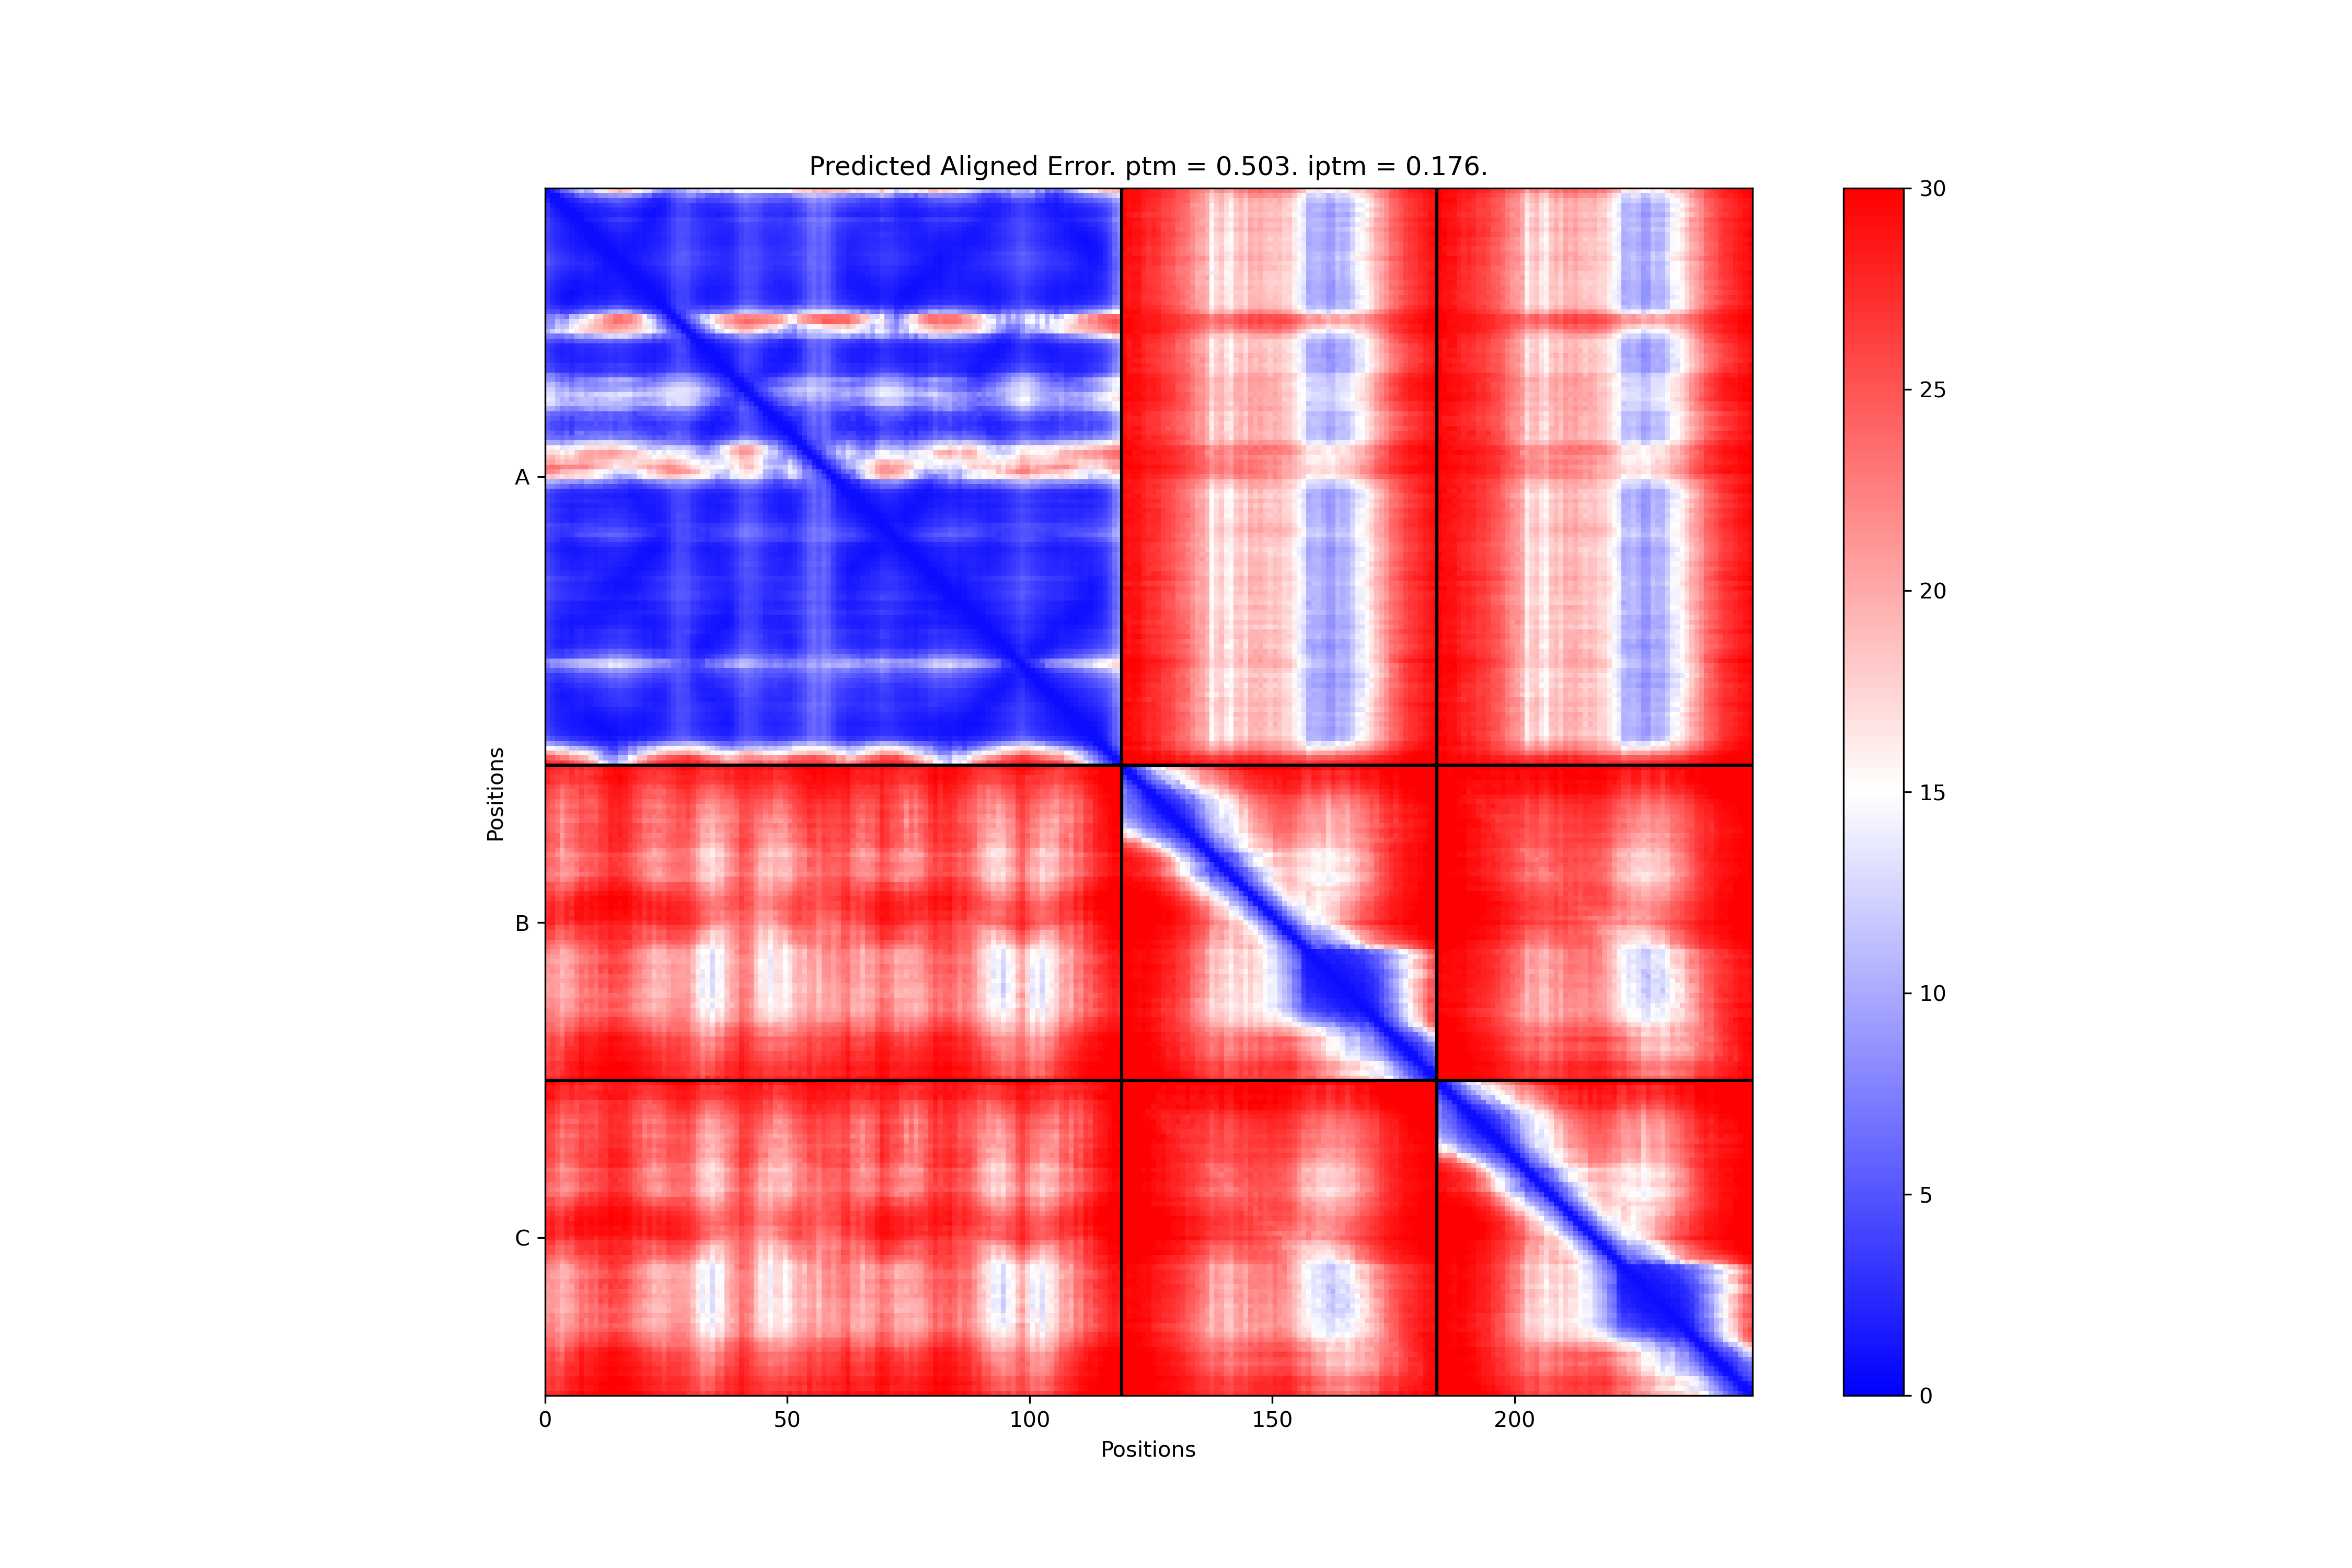 Predicted Aligned Error. ptm = 0.503. iptm = 0.176.
30
25
20
15
10
5
0
A
B
C
Positions
0 50 100 150 200
Positions